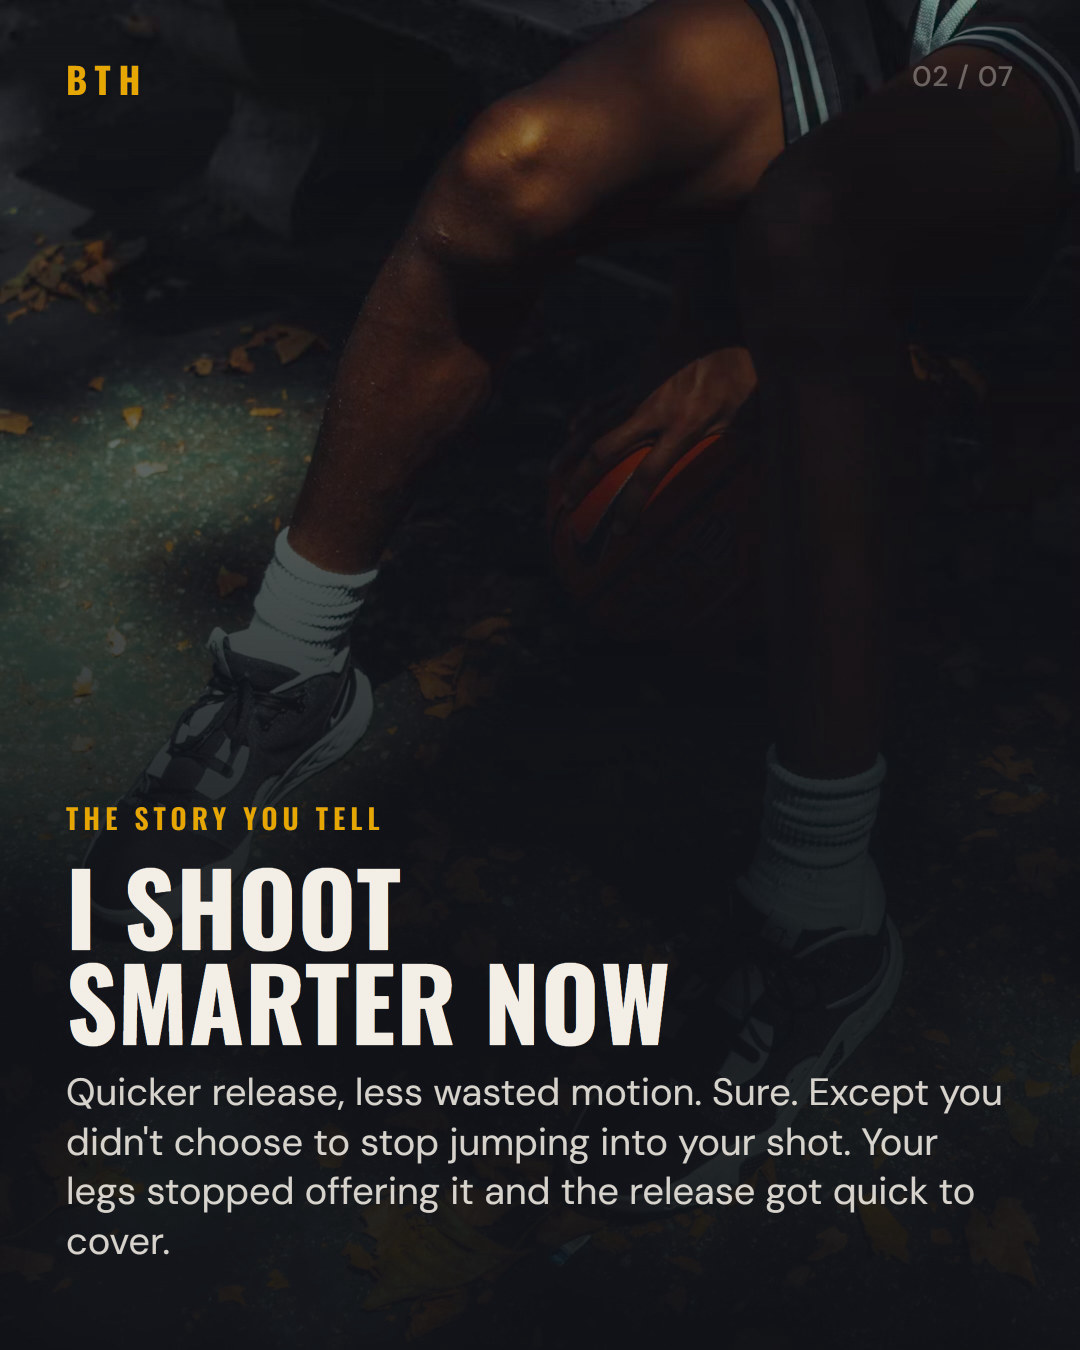 BTH
02 / 07
THE STORY YOU TELL
I SHOOT
SMARTER NOW
Quicker release, less wasted motion. Sure. Except you
didn't choose to stop jumping into your shot. Your
legs stopped offering it and the release got quick to
cover.